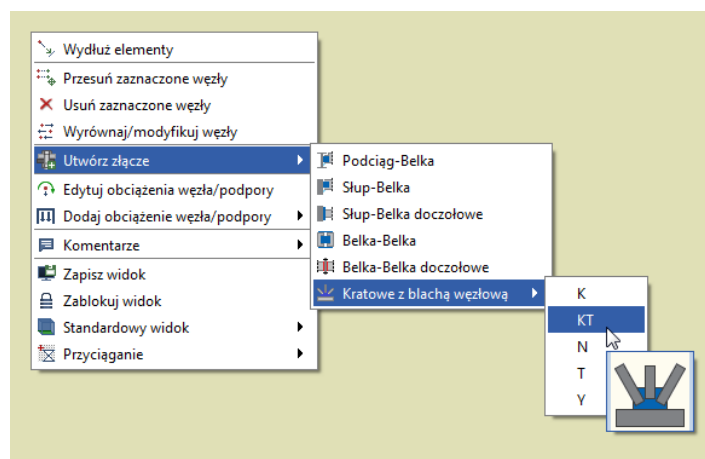 Wydłuż elementy
Przesuń zaznaczone węzły
Usuń zaznaczone węzły
Wyrównaj/modyfikuj węzły
Utwórz złącze
Edytuj obciążenia węzła/podpory
Dodaj obciążenie węzła/podpory
Komentarze
Zapisz widok
Zablokuj widok
Standardowy widok
Przyciąganie
Podciąg-Belka
Słup-Belka
Słup-Belka doczołowe
Belka-Belka
Belka-Belka doczołowe
Kratowe z blachą węzłową
K
KT
N
T
Y